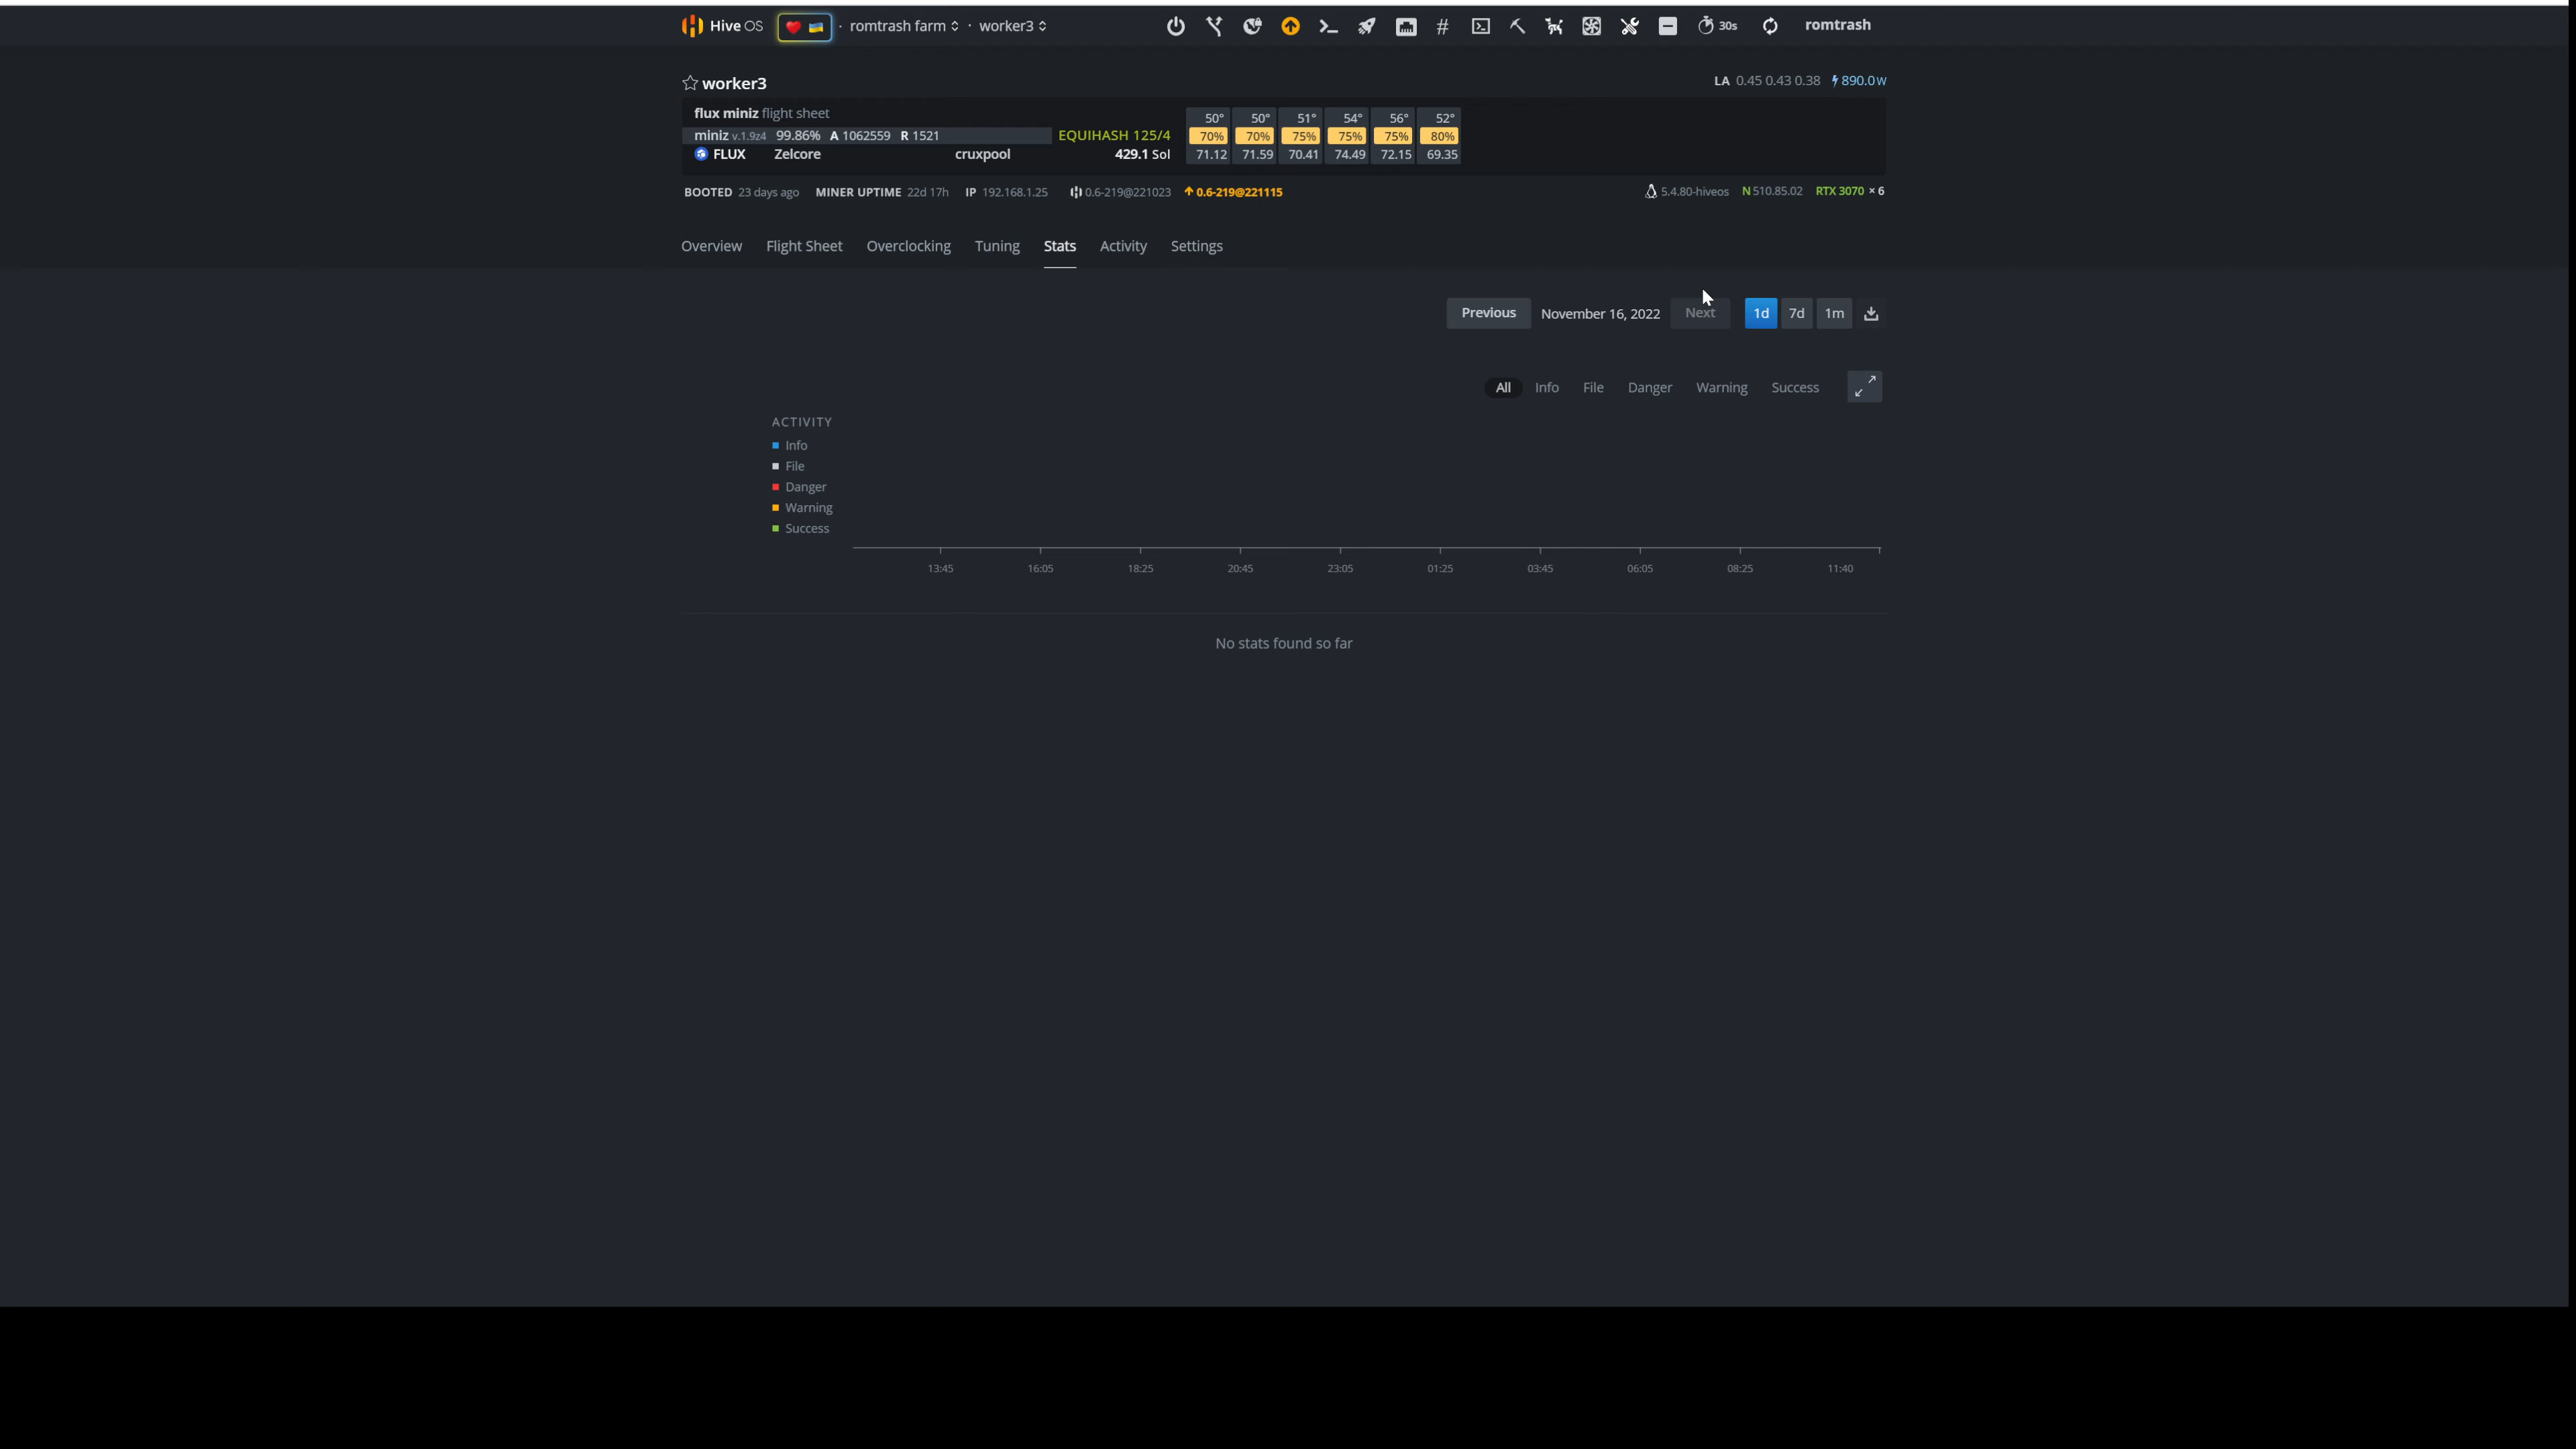 Hive OS · romtrash farm · worker3 # 30s romtrash
worker3 LA 0.45 0.43 0.38 890.0 W
flux miniz flight sheet 50° 50° 51° 54° 56° 52°
miniz v.1.9z4 99.86% A 1062559 R 1521 EQUIHASH 125/4 70% 70% 75% 75% 75% 80%
FLUX Zelcore cruxpool 429.1 Sol 71.12 71.59 70.41 74.49 72.15 69.35
BOOTED 23 days ago MINER UPTIME 22d 17h IP 192.168.1.25 0.6-219@221023 0.6-219@221115 5.4.80-hiveos N 510.85.02 RTX 3070 × 6
Overview Flight Sheet Overclocking Tuning Stats Activity Settings
Previous November 16, 2022 Next 1d 7d 1m
All Info File Danger Warning Success
ACTIVITY
Info
File
Danger
Warning
Success
13:45 16:05 18:25 20:45 23:05 01:25 03:45 06:05 08:25 11:40
No stats found so far